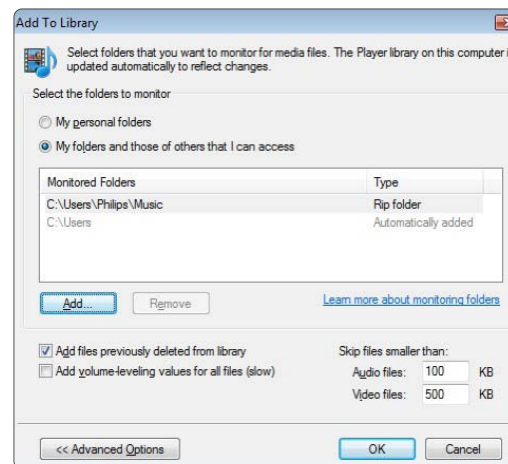 Add To Library
Select folders that you want to monitor for media files. The Player library on this computer
updated automatically to reflect changes.
Select the folders to monitor
My personal folders
My folders and those of others that I can access
Monitored Folders Type
C:\Users\Philips\Music Rip folder
C:\Users Automatically added
Add... Remove Learn more about monitoring folders
Add files previously deleted from library Skip files smaller than:
Add volume-leveling values for all files (slow) Audio files: 100 KB
Video files: 500 KB
<< Advanced Options OK Cancel